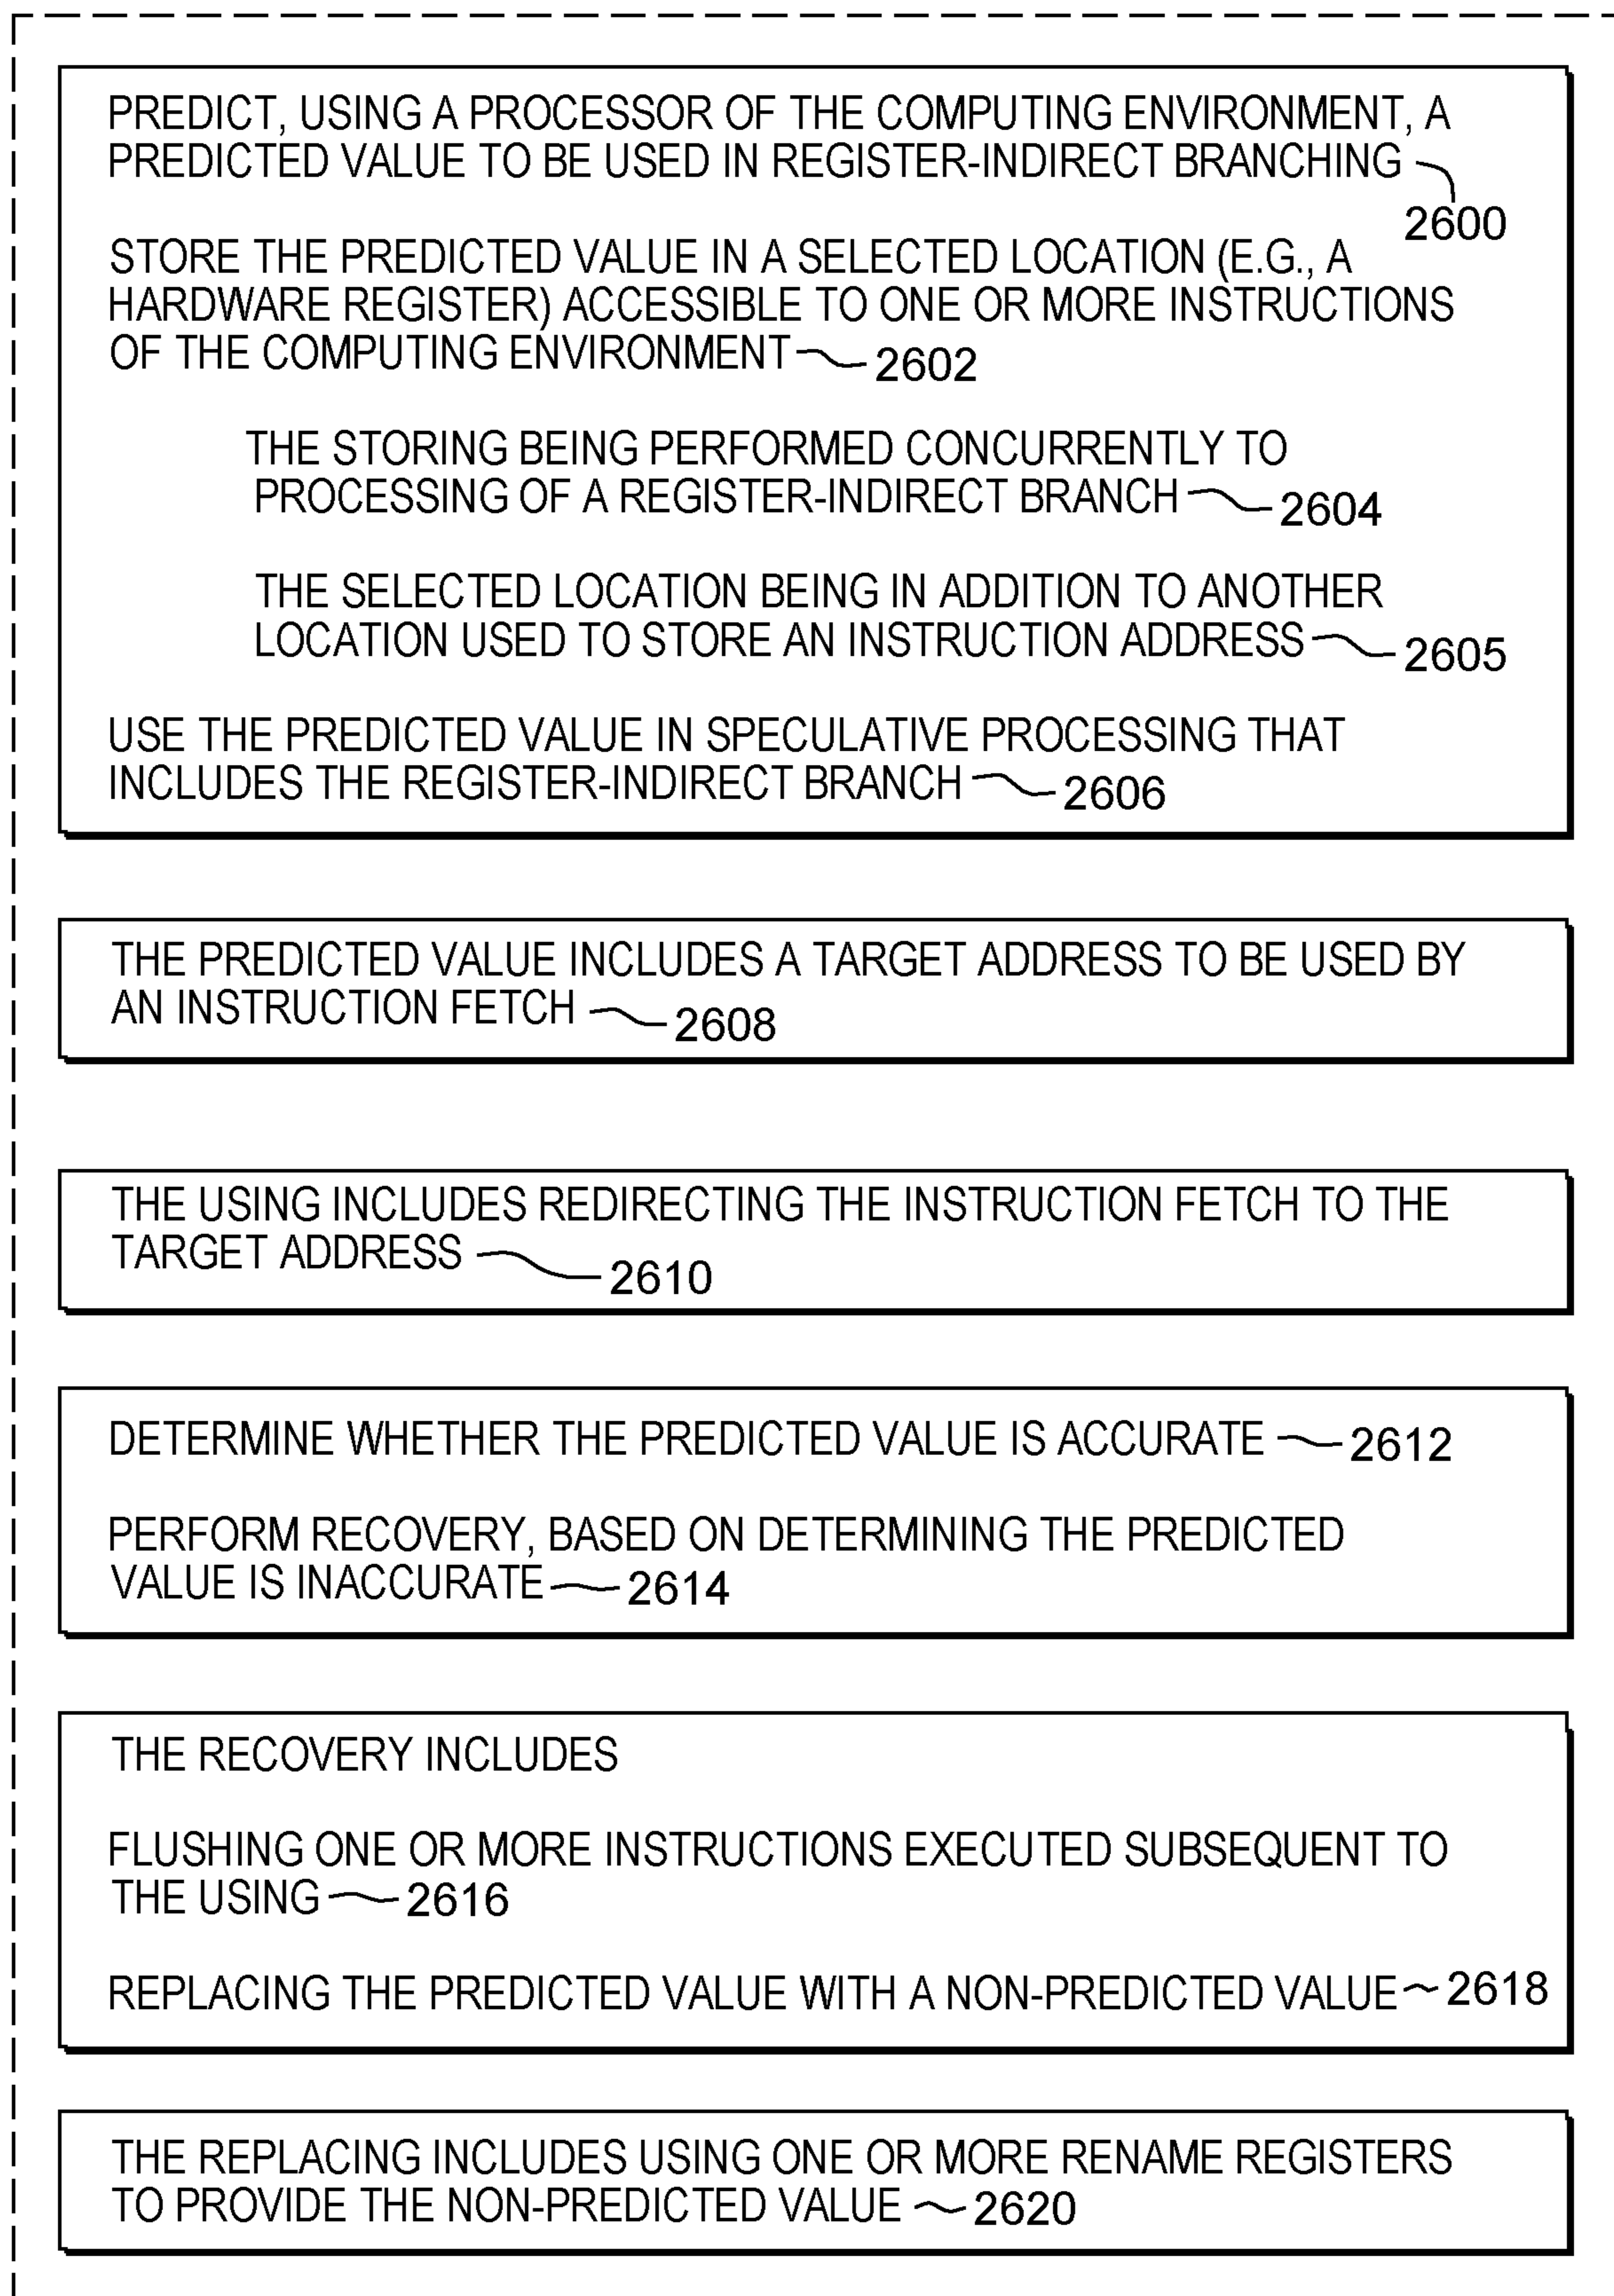 PREDICT, USING A PROCESSOR OF THE COMPUTING ENVIRONMENT, A
PREDICTED VALUE TO BE USED IN REGISTER-INDIRECT BRANCHING
2600
STORE THE PREDICTED VALUE IN A SELECTED LOCATION (E.G., A
HARDWARE REGISTER) ACCESSIBLE TO ONE OR MORE INSTRUCTIONS
OF THE COMPUTING ENVIRONMENT 2602
THE STORING BEING PERFORMED CONCURRENTLY TO
PROCESSING OF A REGISTER-INDIRECT BRANCH 2604
THE SELECTED LOCATION BEING IN ADDITION TO ANOTHER
LOCATION USED TO STORE AN INSTRUCTION ADDRESS 2605
USE THE PREDICTED VALUE IN SPECULATIVE PROCESSING THAT
INCLUDES THE REGISTER-INDIRECT BRANCH 2606
THE PREDICTED VALUE INCLUDES A TARGET ADDRESS TO BE USED BY
AN INSTRUCTION FETCH 2608
THE USING INCLUDES REDIRECTING THE INSTRUCTION FETCH TO THE
TARGET ADDRESS 2610
DETERMINE WHETHER THE PREDICTED VALUE IS ACCURATE 2612
PERFORM RECOVERY, BASED ON DETERMINING THE PREDICTED
VALUE IS INACCURATE 2614
THE RECOVERY INCLUDES
FLUSHING ONE OR MORE INSTRUCTIONS EXECUTED SUBSEQUENT TO
THE USING 2616
REPLACING THE PREDICTED VALUE WITH A NON-PREDICTED VALUE 2618
THE REPLACING INCLUDES USING ONE OR MORE RENAME REGISTERS
TO PROVIDE THE NON-PREDICTED VALUE 2620